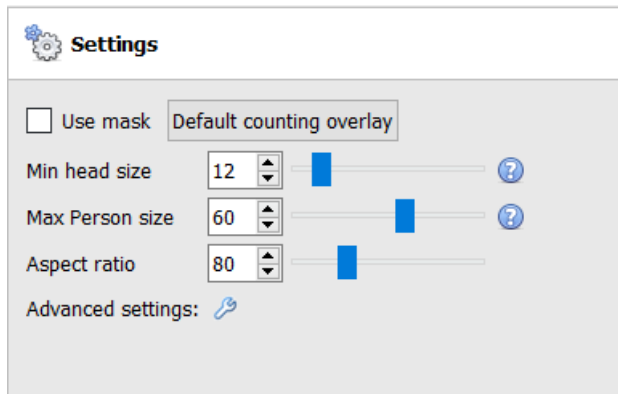 Settings
Use mask Default counting overlay
Min head size 12
Max Person size 60
Aspect ratio 80
Advanced settings: